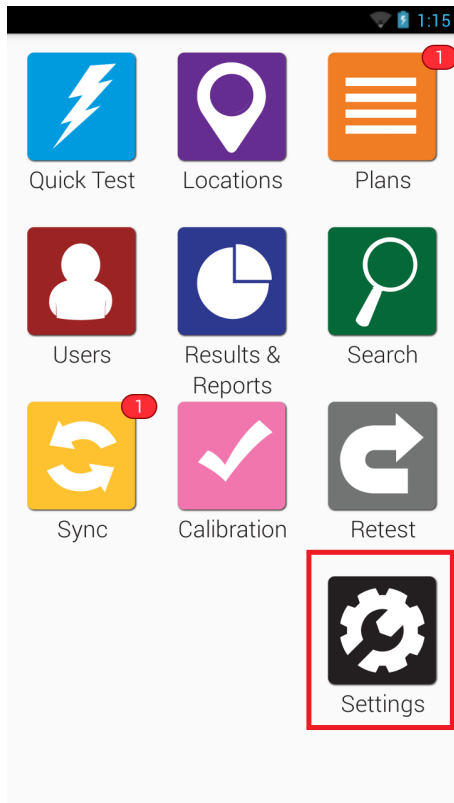 1:15
1
Quick Test
Locations
Plans
Users
Results &
Reports
Search
1
Sync
Calibration
Retest
Settings